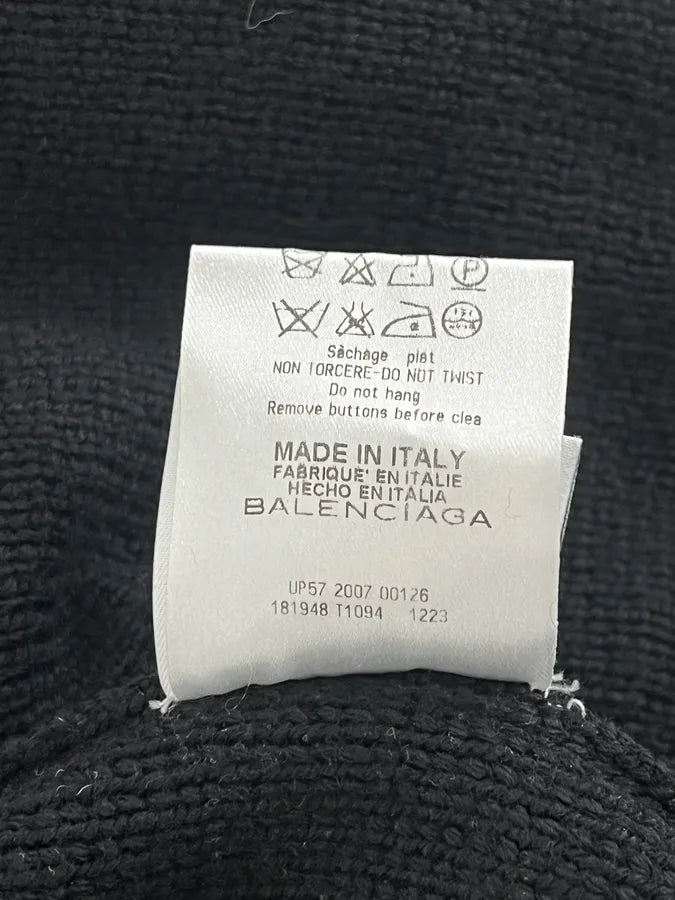 P
Sèchage plat
NON TORCERE-DO NOT TWIST
Do not hang
Remove buttons before clea
MADE IN ITALY
FABRIQUE' EN ITALIE
HECHO EN ITALIA
BALENCIAGA
UP57 2007 00126
181948 T1094 1223